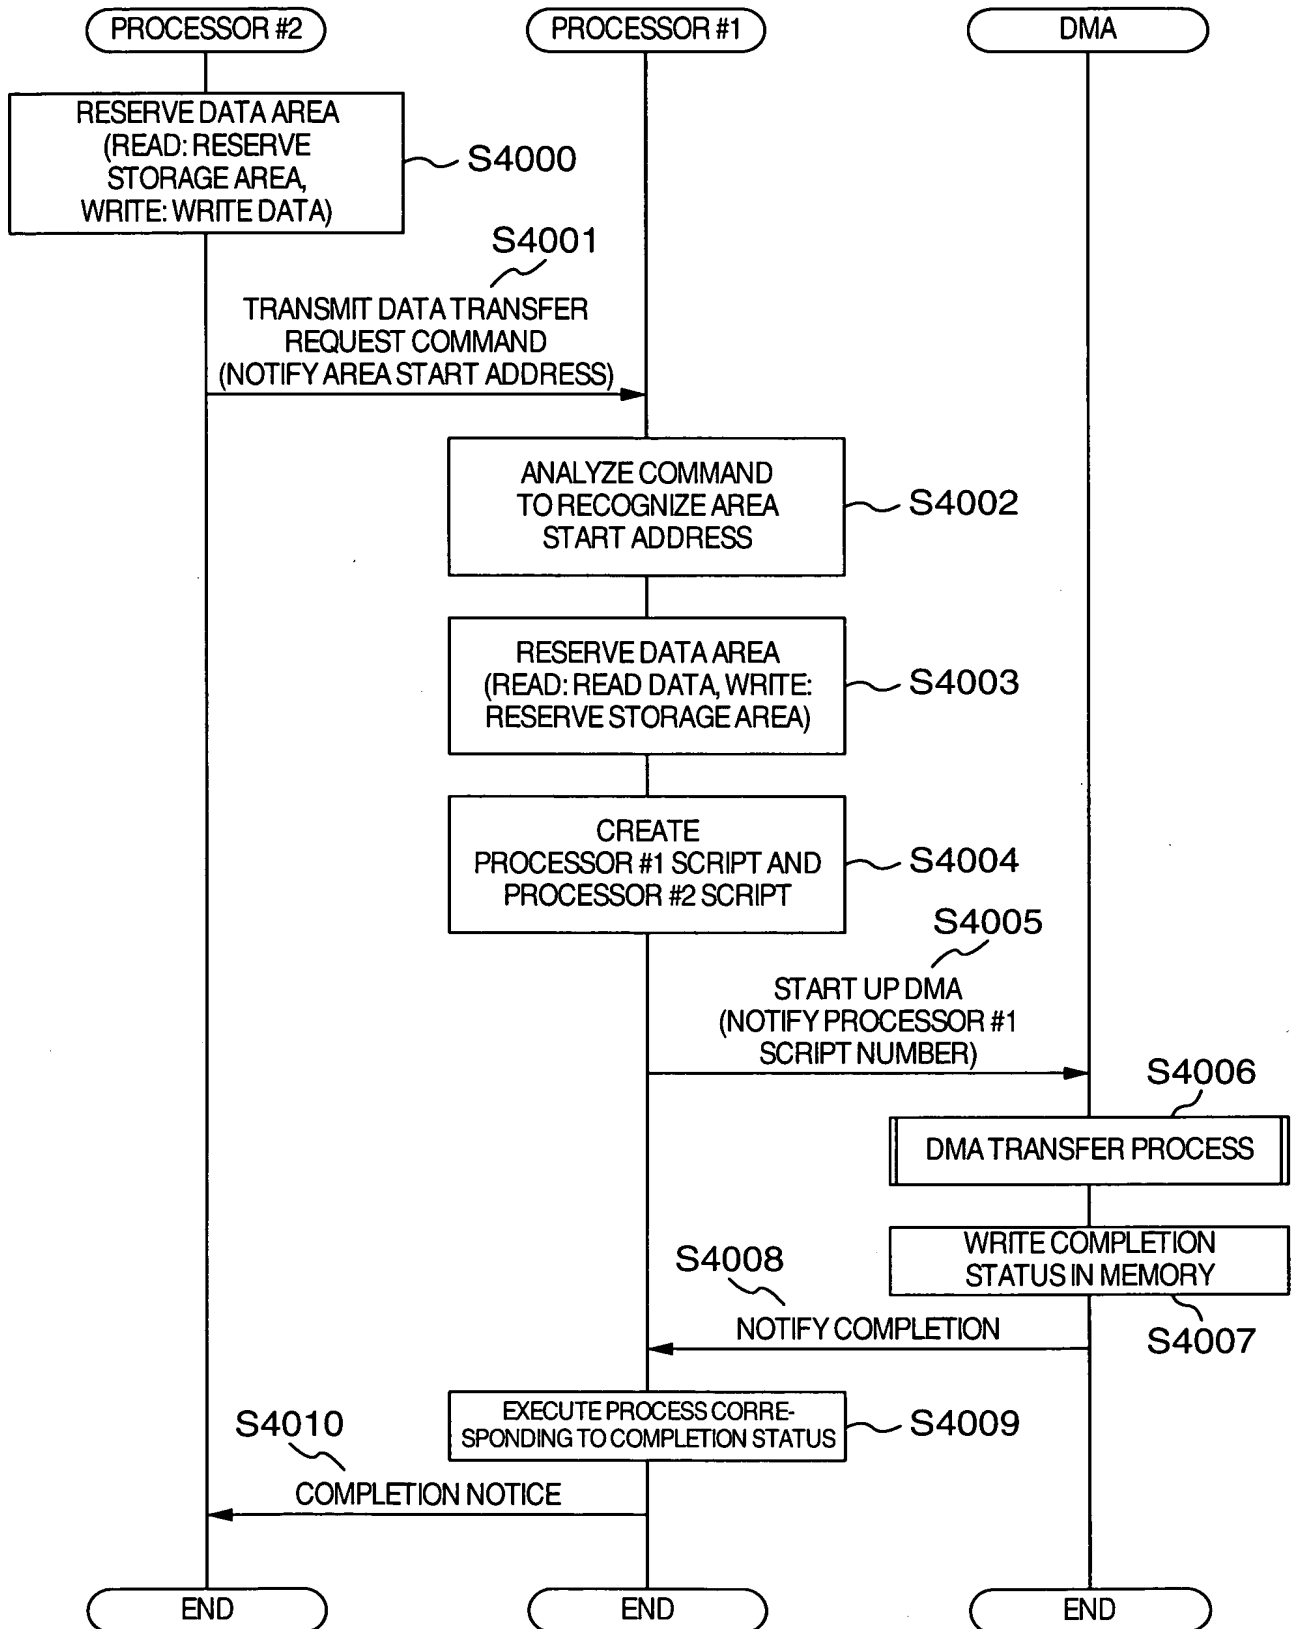 PROCESSOR #2
PROCESSOR #1
DMA
RESERVE DATA AREA
(READ: RESERVE
STORAGE AREA,
WRITE: WRITE DATA)
S4000
S4001
TRANSMIT DATA TRANSFER
REQUEST COMMAND
(NOTIFY AREA START ADDRESS)
ANALYZE COMMAND
TO RECOGNIZE AREA
START ADDRESS
S4002
RESERVE DATA AREA
(READ: READ DATA, WRITE:
RESERVE STORAGE AREA)
S4003
CREATE
PROCESSOR #1 SCRIPT AND
PROCESSOR #2 SCRIPT
S4004
S4005
START UP DMA
(NOTIFY PROCESSOR #1
SCRIPT NUMBER)
S4006
DMA TRANSFER PROCESS
WRITE COMPLETION
STATUS IN MEMORY
S4007
S4008
NOTIFY COMPLETION
EXECUTE PROCESS CORRE-
SPONDING TO COMPLETION STATUS
S4009
S4010
COMPLETION NOTICE
END
END
END